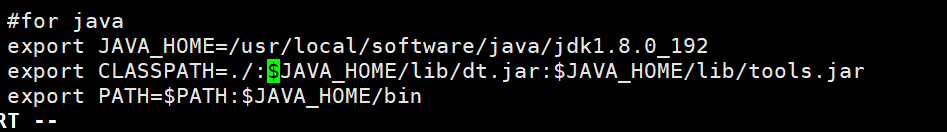 #for java
export JAVA_HOME=/usr/local/software/java/jdk1.8.0_192
export CLASSPATH=./:$JAVA_HOME/lib/dt.jar:$JAVA_HOME/lib/tools.jar
export PATH=$PATH:$JAVA_HOME/bin
RT --